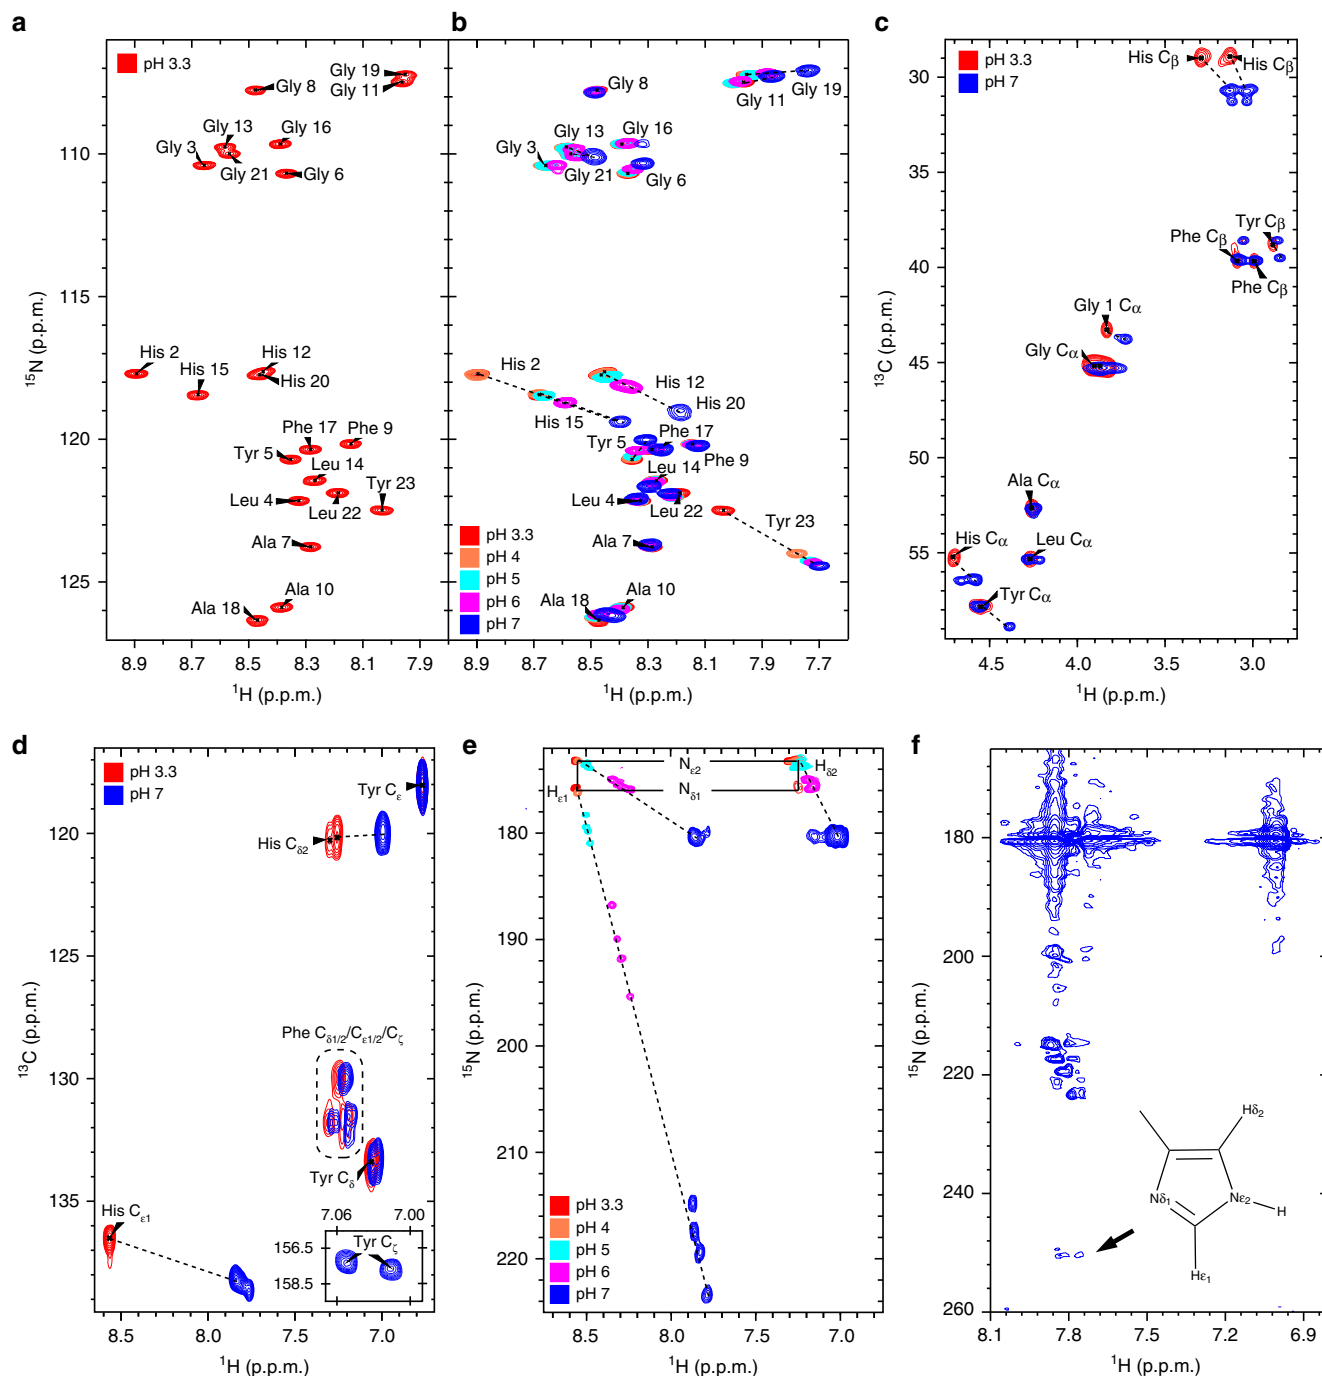 a
pH 3.3
Gly 19
Gly 8
Gly 11
Gly 13
Gly 16
Gly 3
Gly 21
Gly 6
His 2
His 12
His 15
His 20
Phe 17
Phe 9
Tyr 5
Leu 14
Tyr 23
Leu 4
Leu 22
Ala 7
Ala 10
Ala 18
110
115
120
125
¹⁵N (p.p.m.)
8.9 8.7 8.5 8.3 8.1 7.9
¹H (p.p.m.)
b
Gly 8
Gly 11
Gly 19
Gly 13
Gly 16
Gly 3
Gly 21
Gly 6
His 2
His 12
His 20
His 15
Tyr 5
Phe 17
Phe 9
Leu 14
Leu 4
Leu 22
Tyr 23
Ala 7
Ala 10
Ala 18
pH 3.3
pH 4
pH 5
pH 6
pH 7
8.9 8.7 8.5 8.3 8.1 7.9 7.7
¹H (p.p.m.)
c
pH 3.3
pH 7
His Cβ
His Cβ
Tyr Cβ
Phe Cβ
Phe Cβ
Gly 1 Cα
Gly Cα
Ala Cα
His Cα
Leu Cα
Tyr Cα
30
35
40
45
50
55
¹³C (p.p.m.)
4.5 4.0 3.5 3.0
¹H (p.p.m.)
d
pH 3.3
pH 7
Tyr Cε
His Cδ2
Phe Cδ1/2/Cε1/2/Cζ
Tyr Cδ
His Cε1
7.06 7.00
156.5
158.5
Tyr Cζ
120
125
130
135
¹³C (p.p.m.)
8.5 8.0 7.5 7.0
¹H (p.p.m.)
e
Nε2
Hδ2
Hε1
Nδ1
pH 3.3
pH 4
pH 5
pH 6
pH 7
180
190
200
210
220
¹⁵N (p.p.m.)
8.5 8.0 7.5 7.0
¹H (p.p.m.)
f
180
200
220
240
260
¹⁵N (p.p.m.)
Hδ2
Nδ1
Nε2
H
Hε1
8.1 7.8 7.5 7.2 6.9
¹H (p.p.m.)